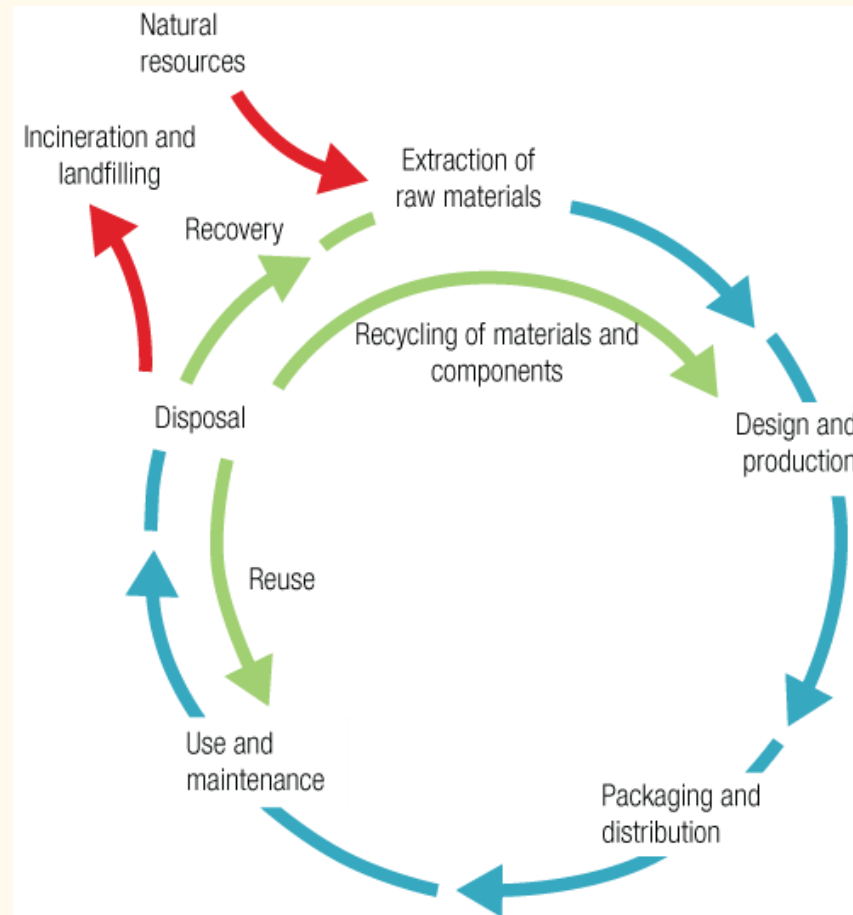 Natural
resources
Incineration and
landfilling
Extraction of
raw materials
Recovery
Recycling of materials and
components
Disposal
Design and
production
Reuse
Use and
maintenance
Packaging and
distribution